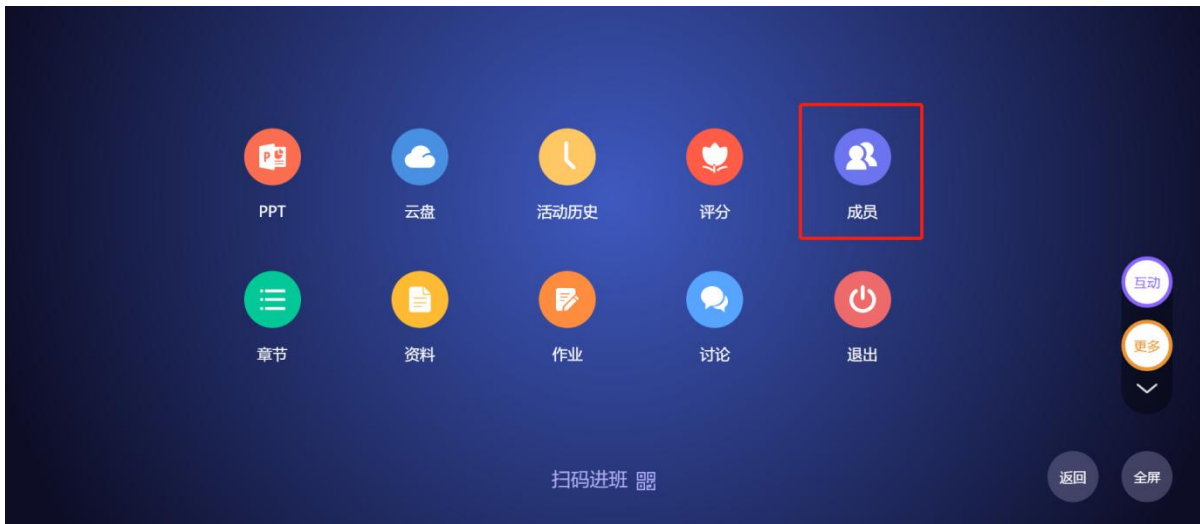 PPT 云盘 活动历史 评分 成员
互动
章节 资料 作业 讨论 退出
更多
扫码进班
返回 全屏